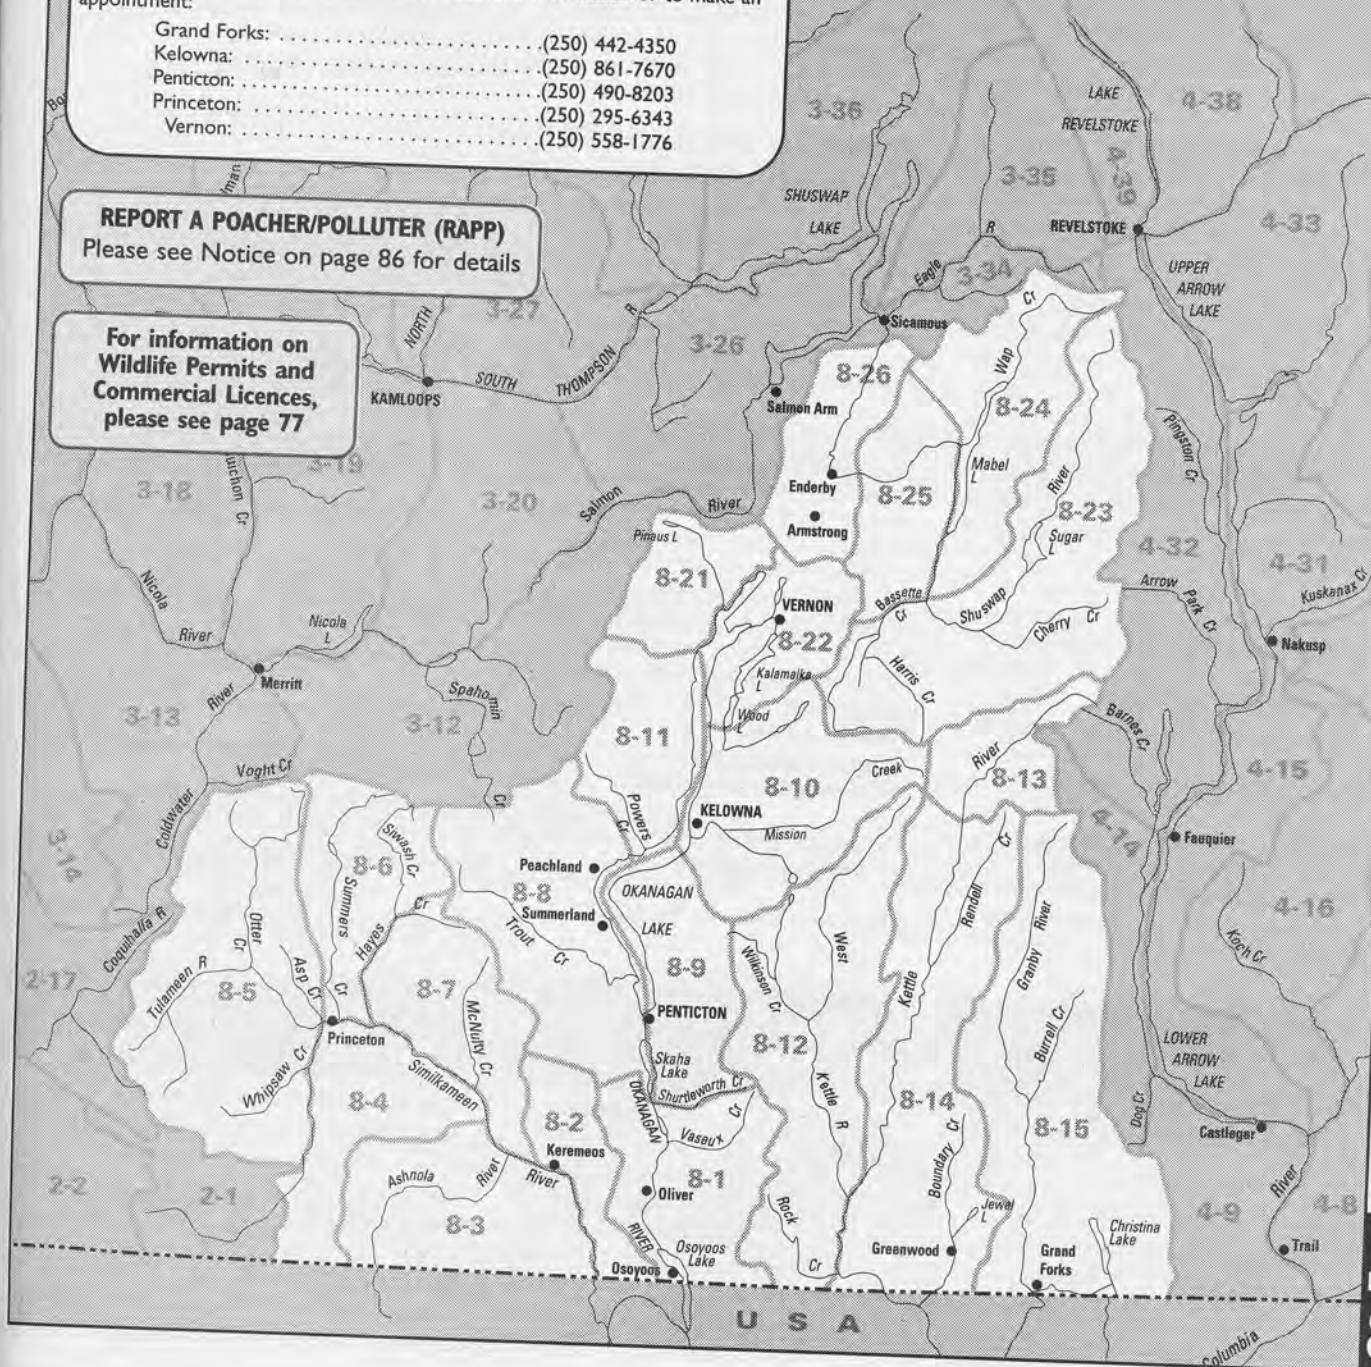 appointment:
Grand Forks: (250) 442-4350
Kelowna: (250) 861-7670
Penticton: (250) 490-8203
Princeton: (250) 295-6343
Vernon: (250) 558-1776
REPORT A POACHER/POLLUTER (RAPP)
Please see Notice on page 86 for details
For information on
Wildlife Permits and
Commercial Licences,
please see page 77
3-36
LAKE
REVELSTOKE
4-38
4-39
3-35
SHUSWAP
LAKE
R
REVELSTOKE
4-33
Eagle
3-34
Cr
UPPER
ARROW
LAKE
3-27
NORTH
R
3-26
Sicamous
KAMLOOPS
SOUTH
THOMPSON
8-26
Wap
Salmon Arm
8-24
Pingston Cr
3-19
3-18
3-20
Salmon
River
Enderby
8-25
Mabel
L
River
8-23
Armstrong
Pinaus L
Sugar
L
4-32
4-31
8-21
Arrow
Park
Cr
Kuskanax Cr
Nicola
River
Nicola
L
VERNON
Bassette
Cr
Shuswap
Cherry Cr
8-22
Nakusp
Merritt
Kalamalka
L
Harris
Cr
River
Spahomin
Cr
3-13
3-12
8-11
Wood
L
Barnes Cr
River
Voght Cr
8-10
Creek
8-13
4-15
Coldwater
Powers
Cr
KELOWNA
Mission
4-14
Fauquier
3-14
Siwash Cr
8-6
Peachland
8-8
OKANAGAN
LAKE
Cr
Rendell
Summers
Cr
Summerland
4-16
Coquihalla R
Otter
Cr
Hayes
Cr
Trout
Cr
Wilkinson Cr
West
River
Granby
Koch Cr
2-17
Tulameen R
8-5
Asp Cr
8-7
McNulty Cr
8-9
Kettle
Princeton
PENTICTON
8-12
Burrell Cr
LOWER
ARROW
LAKE
Whipsaw Cr
Similkameen
Skaha
Lake
Shurtleworth Cr
Kettle
R
8-4
8-2
OKANAGAN
Vaseux
Cr
8-14
8-15
Dog Cr
Castlegar
Keremeos
Boundary Cr
2-2
2-1
Ashnola
River
River
8-1
Oliver
Rock
Cr
Jewel
L
Christina
Lake
River
4-9
4-8
8-3
RIVER
Osoyoos
Lake
Osoyoos
Greenwood
Grand
Forks
Trail
USA
Columbia